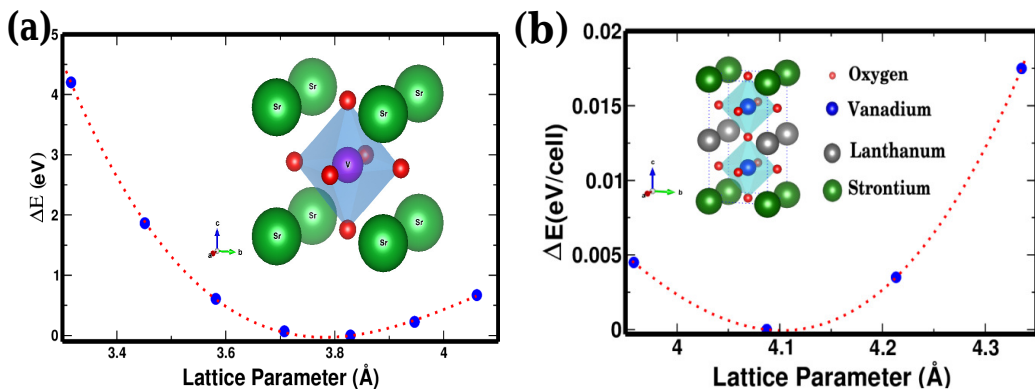 (a)
ΔE (eV)
5
4
3
2
1
0
3.4
3.6
3.8
4
Lattice Parameter (Å)
Sr
Sr
Sr
Sr
V
Sr
Sr
Sr
Sr
c
b
a
(b)
ΔE(eV/cell)
0.02
0.015
0.01
0.005
0
4
4.1
4.2
4.3
Lattice Parameter (Å)
Oxygen
Vanadium
Lanthanum
Strontium
c
b
a